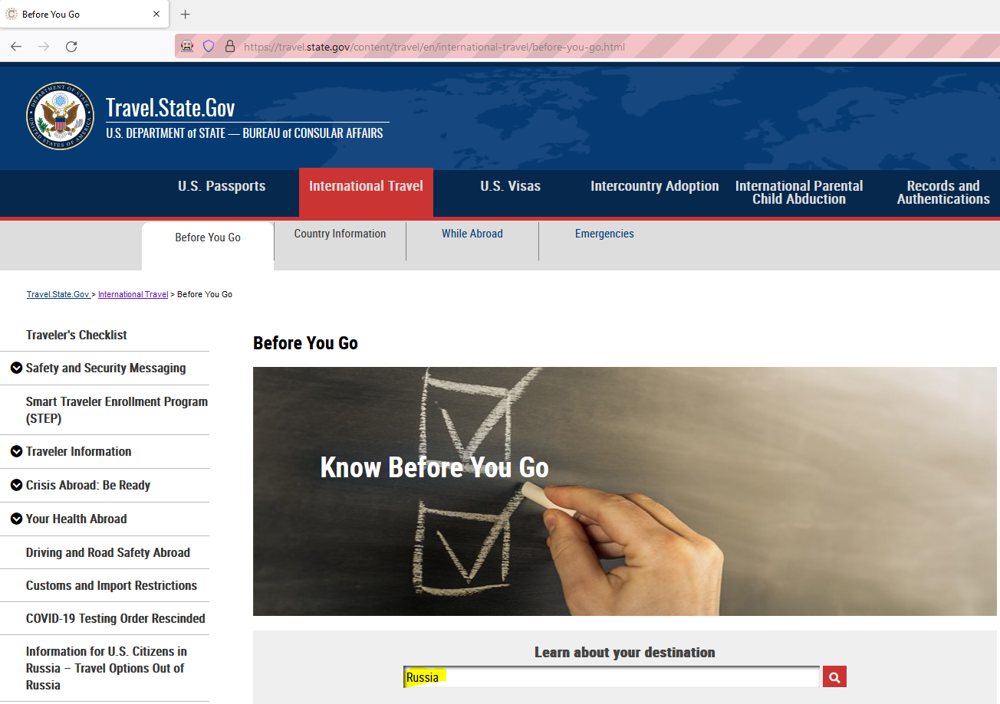 Before You Go
https://travel.state.gov/content/travel/en/international-travel/before-you-go.html
Travel.State.Gov
U.S. DEPARTMENT of STATE — BUREAU of CONSULAR AFFAIRS
U.S. Passports
International Travel
U.S. Visas
Intercountry Adoption
International Parental
Child Abduction
Records and
Authentications
Before You Go
Country Information
While Abroad
Emergencies
Travel.State.Gov > International Travel > Before You Go
Traveler's Checklist
Safety and Security Messaging
Smart Traveler Enrollment Program
(STEP)
Traveler Information
Crisis Abroad: Be Ready
Your Health Abroad
Driving and Road Safety Abroad
Customs and Import Restrictions
COVID-19 Testing Order Rescinded
Information for U.S. Citizens in
Russia – Travel Options Out of
Russia
Before You Go
Know Before You Go
Learn about your destination
Russia